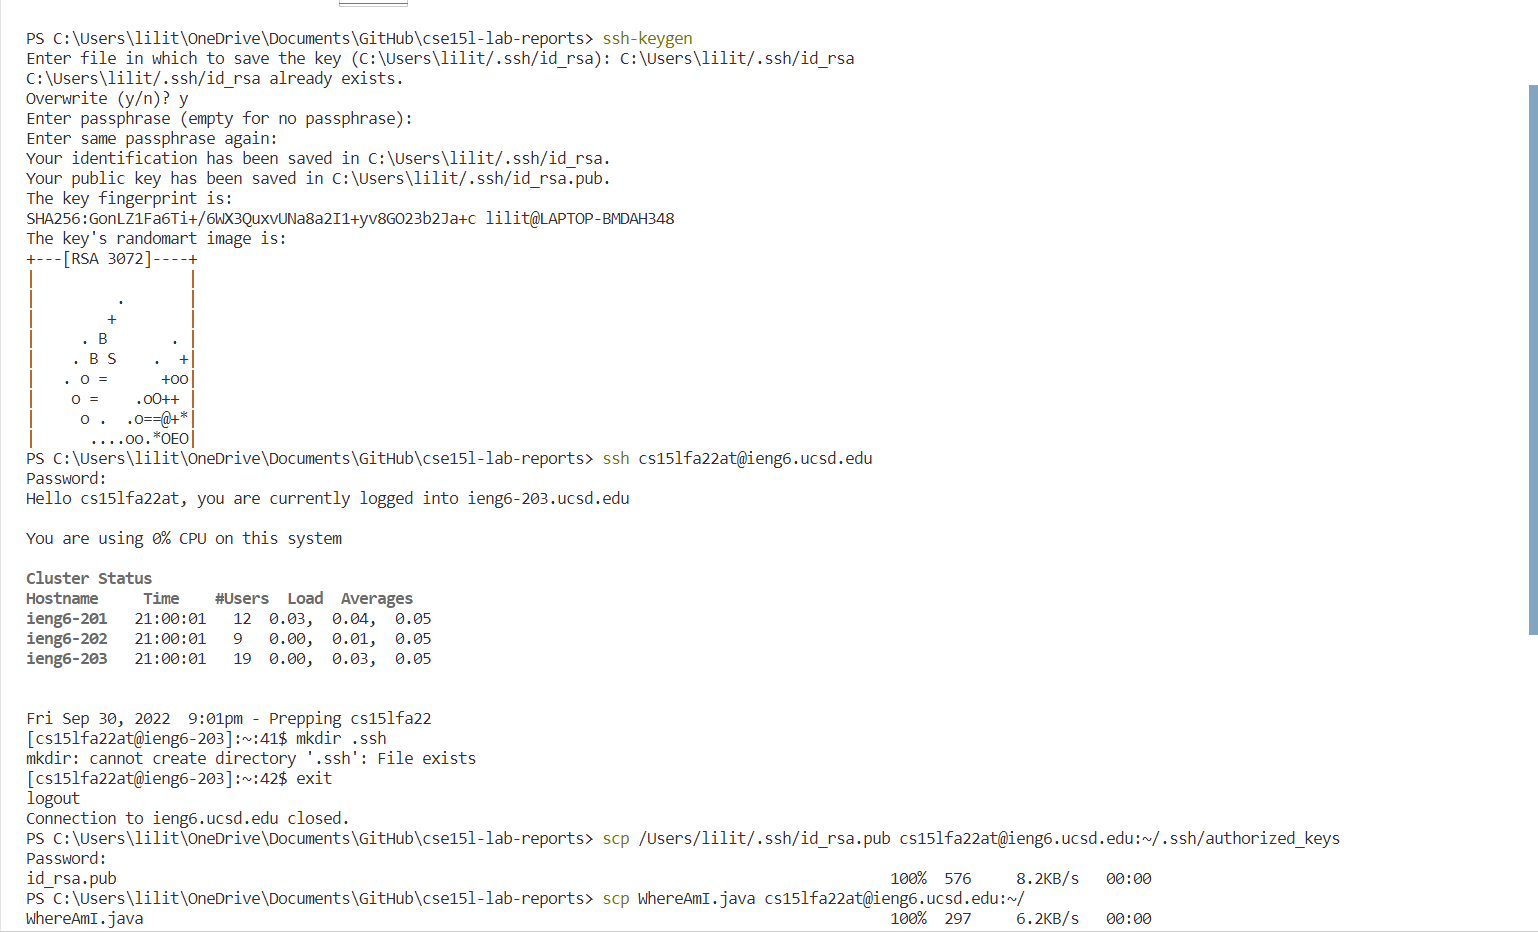 PS C:\Users\lilit\OneDrive\Documents\GitHub\cse15l-lab-reports> ssh-keygen
Enter file in which to save the key (C:\Users\lilit/.ssh/id_rsa): C:\Users\lilit/.ssh/id_rsa
C:\Users\lilit/.ssh/id_rsa already exists.
Overwrite (y/n)? y
Enter passphrase (empty for no passphrase):
Enter same passphrase again:
Your identification has been saved in C:\Users\lilit/.ssh/id_rsa.
Your public key has been saved in C:\Users\lilit/.ssh/id_rsa.pub.
The key fingerprint is:
SHA256:GonLZ1Fa6Ti+/6WX3QuxvUNa8a2I1+yv8GO23b2Ja+c lilit@LAPTOP-BMDAH348
The key's randomart image is:
+---[RSA 3072]----+
|                 |
|         .       |
|        +        |
|     . B       . |
|    . B S    .  +|
|   . o =      +oo|
|    o =    .oO++ |
|     o .  .o==@+*|
|      ....oo.*OEO|
PS C:\Users\lilit\OneDrive\Documents\GitHub\cse15l-lab-reports> ssh cs15lfa22at@ieng6.ucsd.edu
Password:
Hello cs15lfa22at, you are currently logged into ieng6-203.ucsd.edu
You are using 0% CPU on this system
Cluster Status
Hostname     Time    #Users  Load  Averages
ieng6-201   21:00:01   12  0.03,  0.04,  0.05
ieng6-202   21:00:01   9   0.00,  0.01,  0.05
ieng6-203   21:00:01   19  0.00,  0.03,  0.05
Fri Sep 30, 2022  9:01pm - Prepping cs15lfa22
[cs15lfa22at@ieng6-203]:~:41$ mkdir .ssh
mkdir: cannot create directory '.ssh': File exists
[cs15lfa22at@ieng6-203]:~:42$ exit
logout
Connection to ieng6.ucsd.edu closed.
PS C:\Users\lilit\OneDrive\Documents\GitHub\cse15l-lab-reports> scp /Users/lilit/.ssh/id_rsa.pub cs15lfa22at@ieng6.ucsd.edu:~/.ssh/authorized_keys
Password:
id_rsa.pub                                                                                      100%  576     8.2KB/s   00:00
PS C:\Users\lilit\OneDrive\Documents\GitHub\cse15l-lab-reports> scp WhereAmI.java cs15lfa22at@ieng6.ucsd.edu:~/
WhereAmI.java                                                                                   100%  297     6.2KB/s   00:00